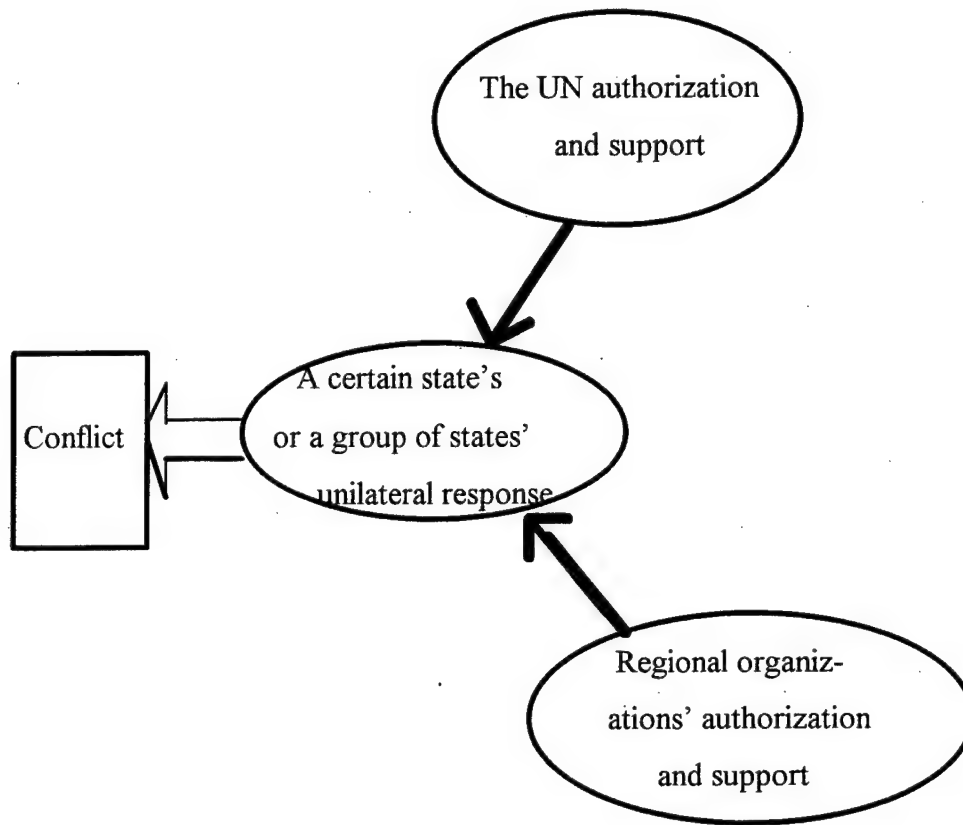 The UN authorization
and support
A certain state's
or a group of states'
unilateral response
Conflict
Regional organiz-
ations' authorization
and support